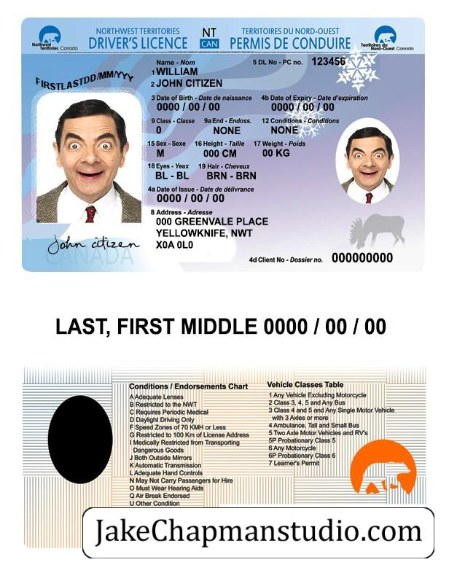 NORTHWEST TERRITORIES NT TERRITOIRES DU NORD-OUEST
DRIVER'S LICENCE CAN PERMIS DE CONDUIRE
Northwest Territories Canada
Territoires du Nord-Ouest Canada
FIRSTLASTDD/MM/YYY
Name - Nom 5 DL No - PC no. 123456
1 WILLIAM
2 JOHN CITIZEN
3 Date of Birth - Date de naissance 4b Date of Expiry - Date d'expiration
0000 / 00 / 00 0000 / 00 / 00
9 Class - Classe 9a End - Endoss. 12 Conditions - Conditions
0 NONE NONE
15 Sex - Sexe 16 Height - Taille 17 Weight - Poids
M 000 CM 00 KG
18 Eyes - Yeux 19 Hair - Cheveux
BL - BL BRN - BRN
4a Date of Issue - Date de délivrance
0000 / 00 / 00
8 Address - Adresse
000 GREENVALE PLACE
YELLOWKNIFE, NWT
X0A 0L0
John citizen
CANADA
4d Client No - Dossier no. 000000000
LAST, FIRST MIDDLE 0000 / 00 / 00
Conditions / Endorsements Chart
A Adequate Lenses
B Restricted to the NWT
C Requires Periodic Medical
D Daylight Driving Only
F Speed Zones of 70 KMH or Less
G Restricted to 100 Km of License Address
I Medically Restricted from Transporting
Dangerous Goods
J Both Outside Mirrors
K Automatic Transmission
L Adequate Hand Controls
N May Not Carry Passengers for Hire
O Must Wear Hearing Aids
Q Air Break Endorsed
U Other Condition
Vehicle Classes Table
1 Any Vehicle Excluding Motorcycle
2 Class 3, 4, 5 and Any Bus
3 Class 4 and 5 and Any Single Motor Vehicle
with 3 Axles or more
4 Ambulance, Taxi and Small Bus
5 Two Axle Motor Vehicles and RV's
5P Probationary Class 5
6 Any Motorcycle
6P Probationary Class 6
7 Learner's Permit
JakeChapmanstudio.com